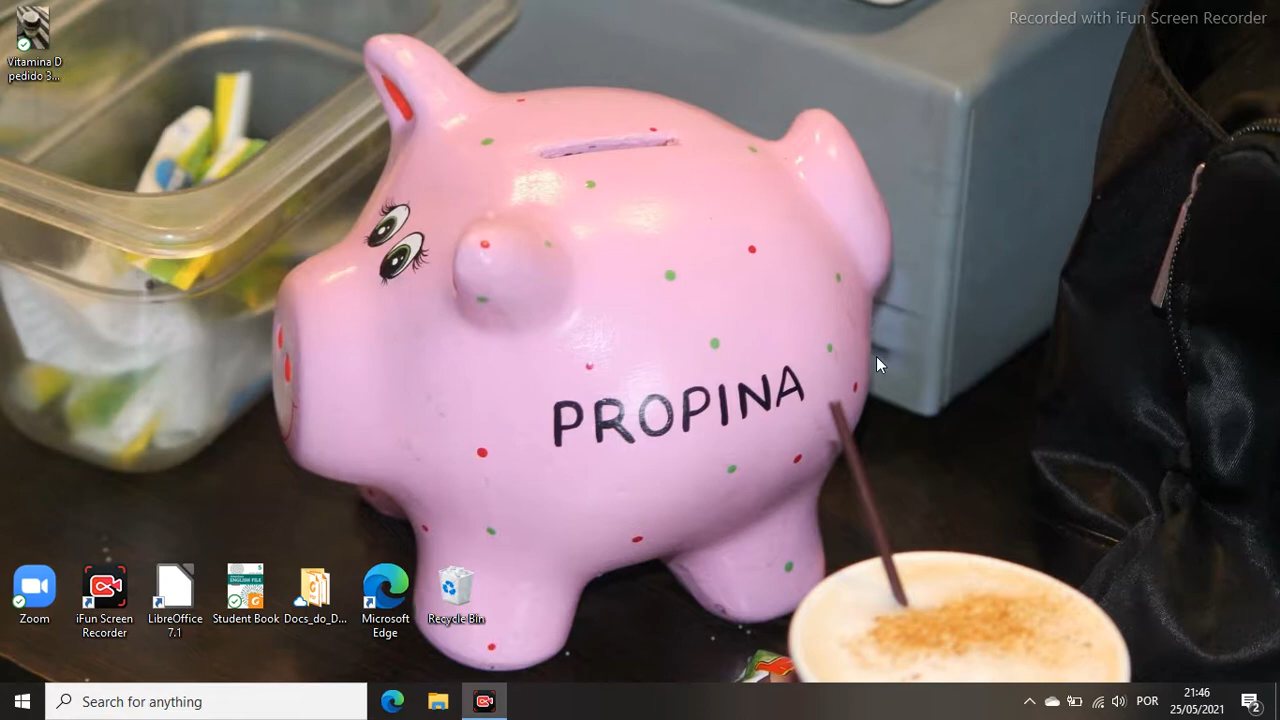 Recorded with iFun Screen Recorder
Vitamina D
pedido 3...
PROPINA
Zoom
iFun Screen
Recorder
LibreOffice
7.1
Student Book
Docs_do_D...
Microsoft
Edge
Recycle Bin
Search for anything
POR
21:46
25/05/2021
2